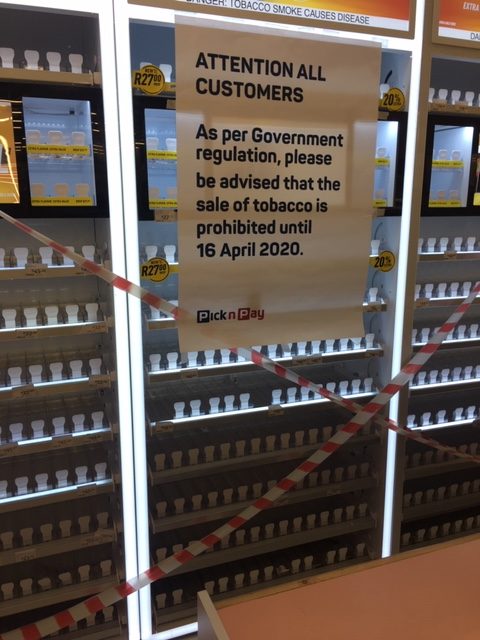 DANGER: TOBACCO SMOKE CAUSES DISEASE
EXTRA
ATTENTION ALL
CUSTOMERS
As per Government
regulation, please
be advised that the
sale of tobacco is
prohibited until
16 April 2020.
Pick n Pay
R27
20%
R27
20%